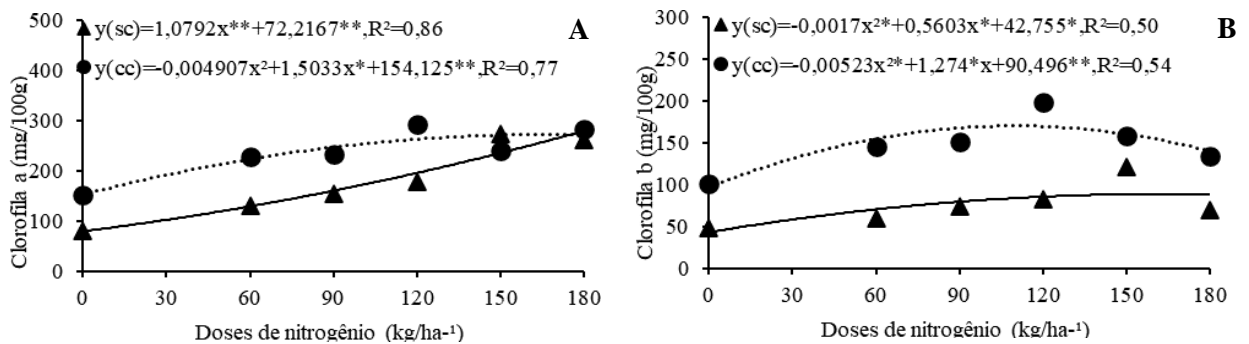 A
y(sc)=1,0792x**+72,2167**,R²=0,86
y(cc)=-0,004907x²+1,5033x*+154,125**,R²=0,77
Clorofila a (mg/100g)
500
400
300
200
100
0
0 30 60 90 120 150 180
Doses de nitrogênio (kg/ha-¹)
B
y(sc)=-0,0017x²*+0,5603x*+42,755*,R²=0,50
y(cc)=-0,00523x²*+1,274*x+90,496**,R²=0,54
Clorofila b (mg/100g)
300
250
200
150
100
50
0
0 30 60 90 120 150 180
Doses de nitrogênio (kg/ha-¹)